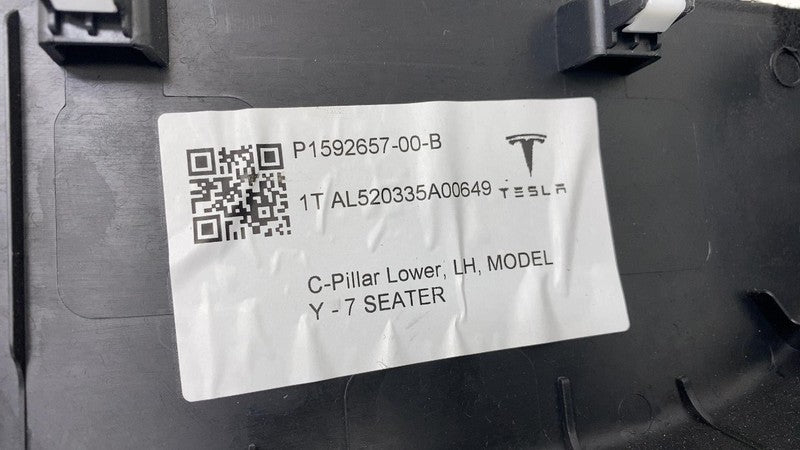 P1592657-00-B
1T AL520335A00649
TESLA
C-Pillar Lower, LH, MODEL
Y - 7 SEATER